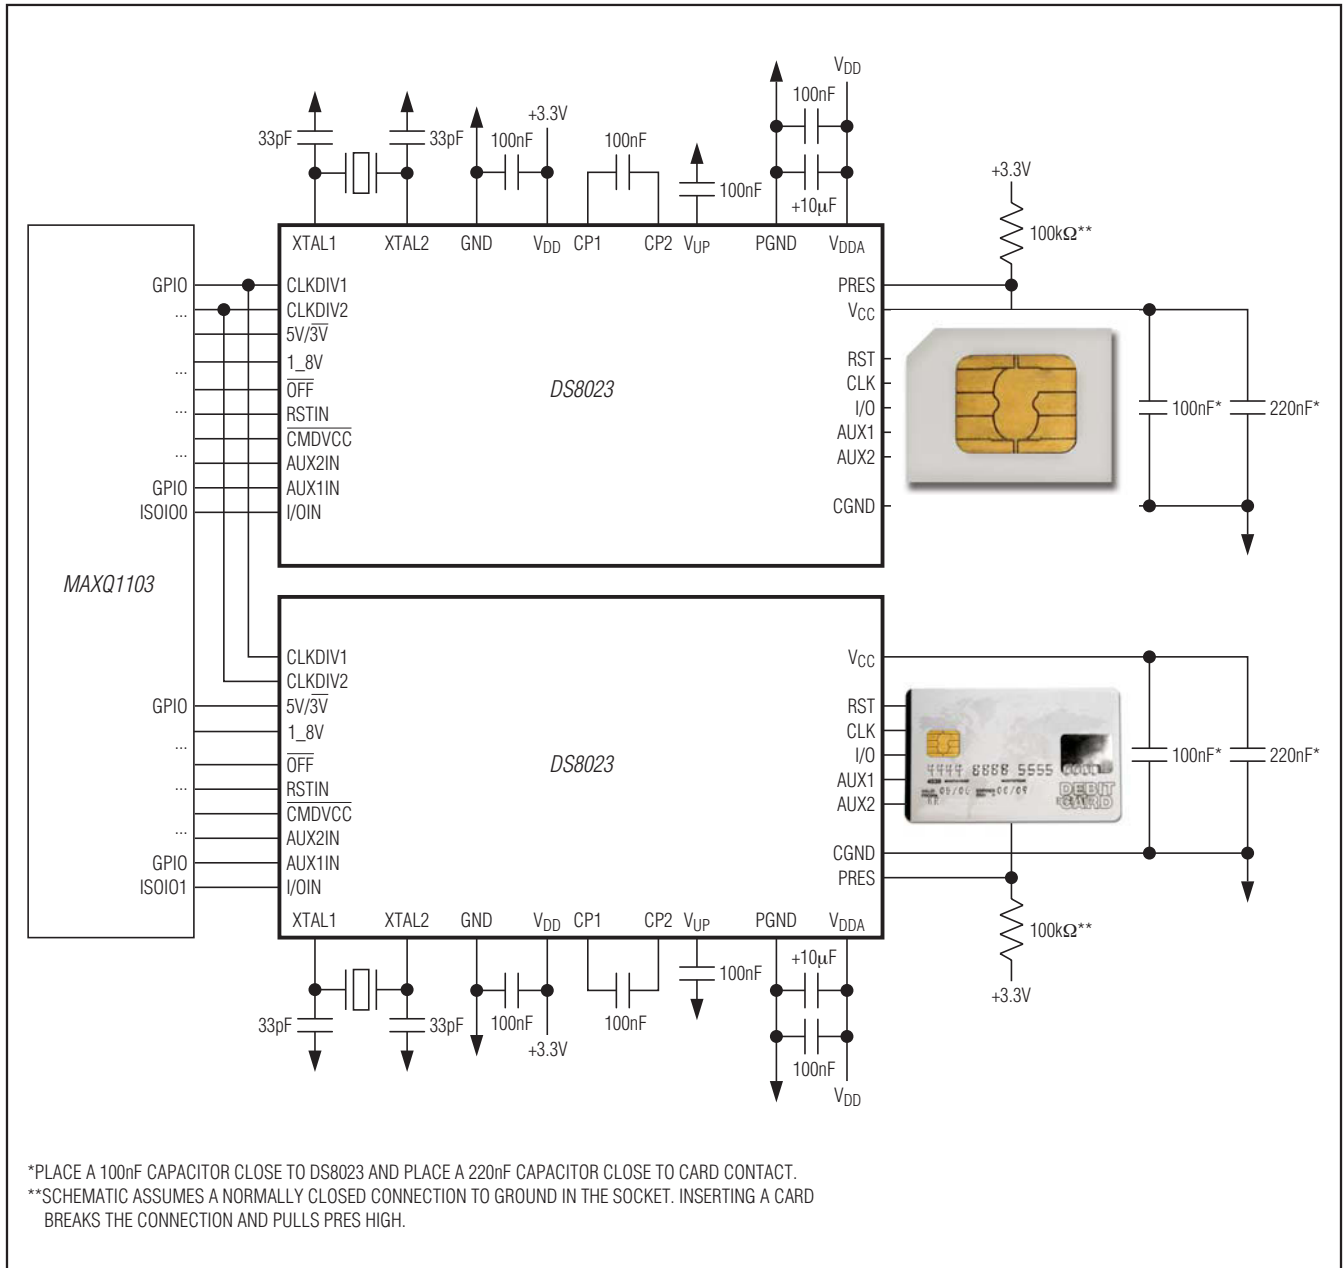 V_DD
100nF
+3.3V
33pF
33pF
100nF
100nF
100nF
+10µF
+3.3V
100kΩ**
XTAL1 XTAL2 GND V_DD CP1 CP2 V_UP PGND V_DDA
GPIO CLKDIV1 PRES
... CLKDIV2 V_CC
5V/3̅V̅
1_8V RST
...
O̅F̅F̅ CLK
... RSTIN I/O
C̅M̅D̅V̅C̅C̅ AUX1
... AUX2IN AUX2
GPIO AUX1IN
ISOIO0 I/OIN CGND
DS8023
100nF* 220nF*
MAXQ1103
CLKDIV1 V_CC
CLKDIV2
GPIO 5V/3̅V̅ RST
1_8V CLK
...
O̅F̅F̅ I/O
... RSTIN AUX1
C̅M̅D̅V̅C̅C̅ AUX2
... AUX2IN
GPIO AUX1IN CGND
ISOIO1 I/OIN PRES
DS8023
4444 8888 5555
DEBIT
CARD
100nF* 220nF*
XTAL1 XTAL2 GND V_DD CP1 CP2 V_UP PGND V_DDA
100kΩ**
+3.3V
+10µF
100nF
33pF
33pF
100nF
100nF
+3.3V
100nF
V_DD
*PLACE A 100nF CAPACITOR CLOSE TO DS8023 AND PLACE A 220nF CAPACITOR CLOSE TO CARD CONTACT.
**SCHEMATIC ASSUMES A NORMALLY CLOSED CONNECTION TO GROUND IN THE SOCKET. INSERTING A CARD
BREAKS THE CONNECTION AND PULLS PRES HIGH.